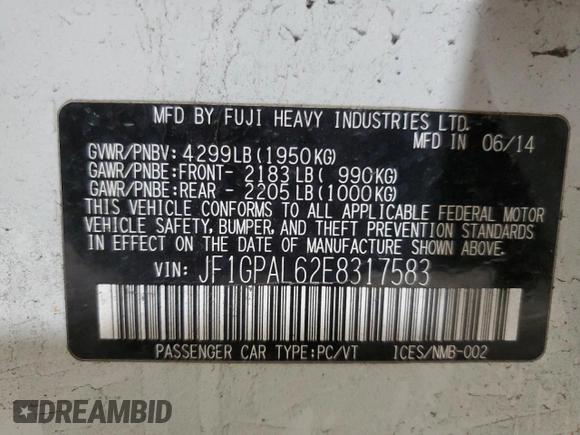 MFD BY FUJI HEAVY INDUSTRIES LTD.
MFD IN 06/14
GVWR/PNBV: 4299LB(1950KG)
GAWR/PNBE:FRONT- 2183LB( 990KG)
GAWR/PNBE:REAR - 2205LB(1000KG)
THIS VEHICLE CONFORMS TO ALL APPLICABLE FEDERAL MOTOR
VEHICLE SAFETY, BUMPER, AND THEFT PREVENTION STANDARDS
IN EFFECT ON THE DATE OF MANUFACTURE SHOWN ABOVE.
VIN: JF1GPAL62E8317583
PASSENGER CAR TYPE:PC/VT ICES/NMB-002
DREAMBID